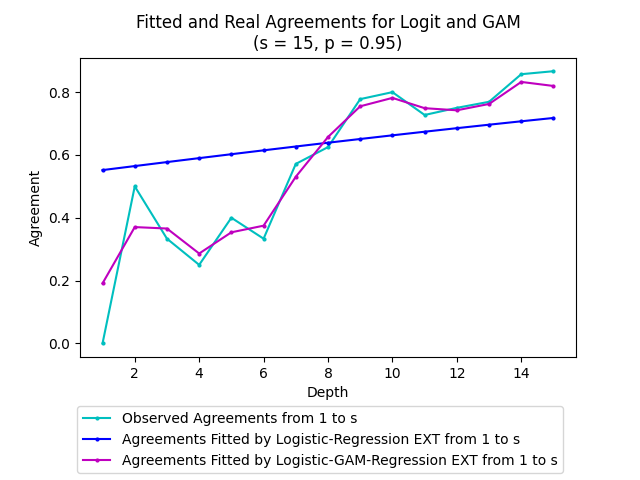 Fitted and Real Agreements for Logit and GAM
(s = 15, p = 0.95)
Agreement
0.8
0.6
0.4
0.2
0.0
2 4 6 8 10 12 14
Depth
Observed Agreements from 1 to s
Agreements Fitted by Logistic-Regression EXT from 1 to s
Agreements Fitted by Logistic-GAM-Regression EXT from 1 to s